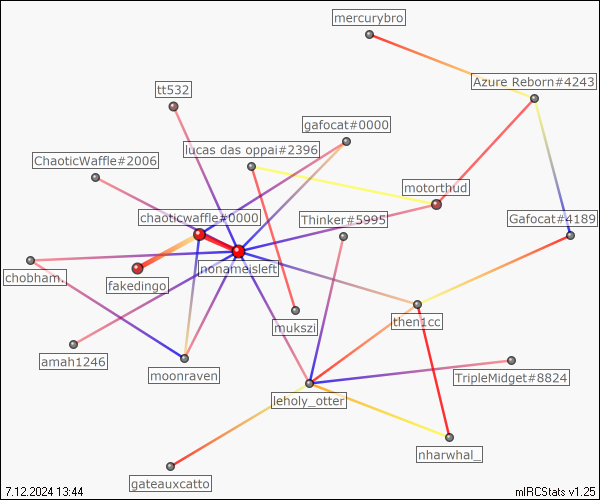 mercurybro
Azure Reborn#4243
tt532
gafocat#0000
lucas das oppai#2396
ChaoticWaffle#2006
motorthud
chaoticwaffle#0000
Thinker#5995
Gafocat#4189
nonameisleft
chobham.
fakedingo
mukszi
then1cc
amah1246
moonraven
TripleMidget#8824
leholy_otter
nharwhal_
gateauxcatto
7.12.2024 13:44
mIRCStats v1.25